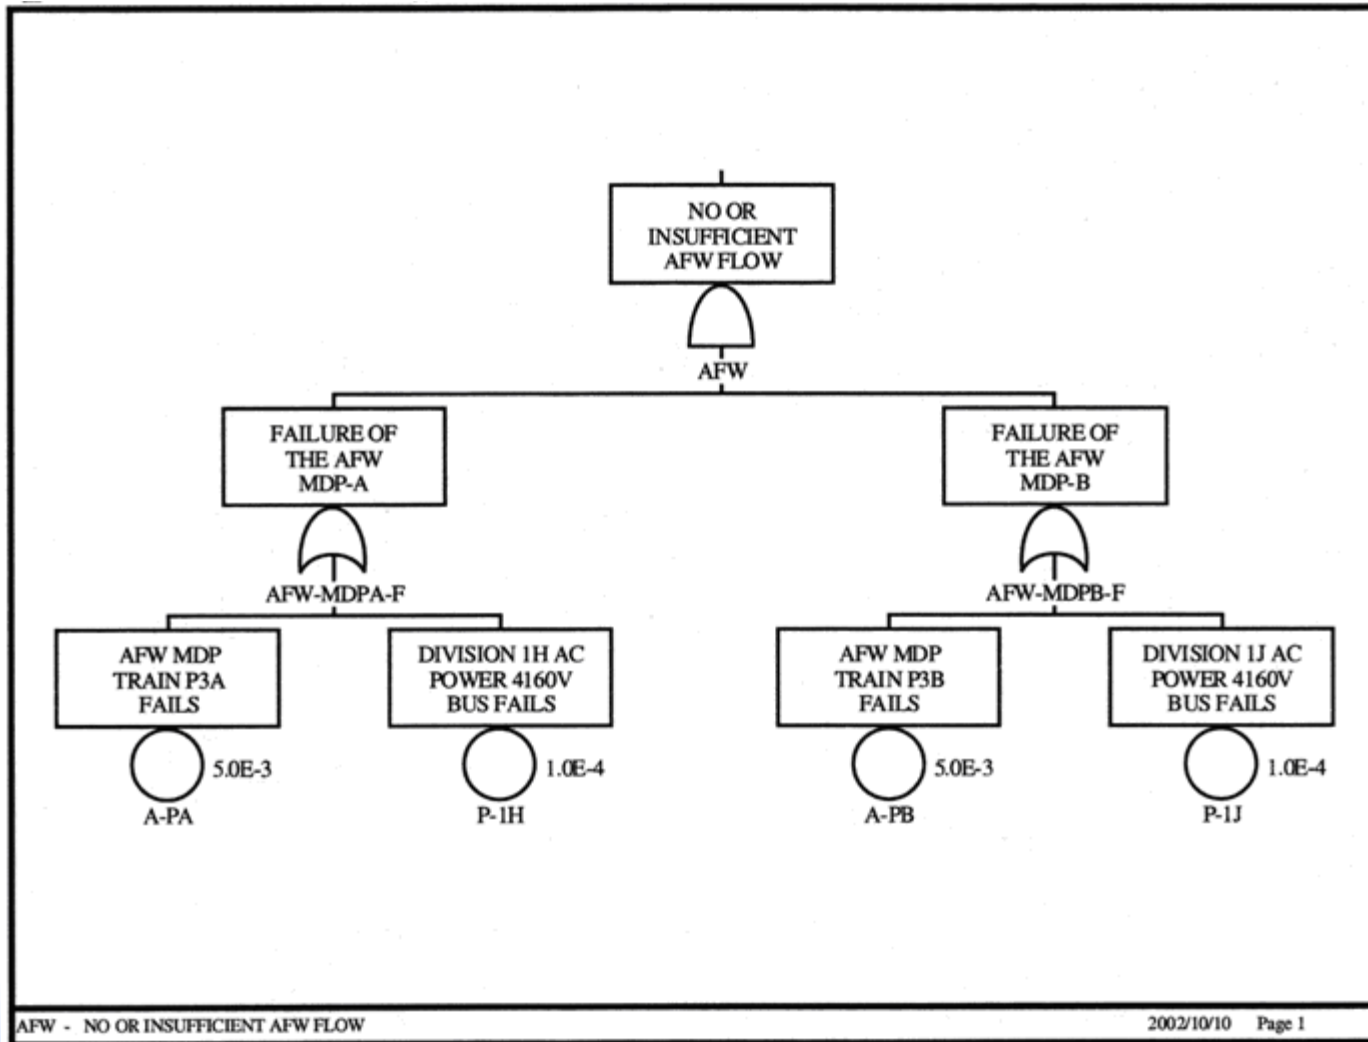 NO OR
INSUFFICIENT
AFW FLOW
AFW
FAILURE OF
THE AFW
MDP-A
FAILURE OF
THE AFW
MDP-B
AFW-MDPA-F
AFW-MDPB-F
AFW MDP
TRAIN P3A
FAILS
DIVISION 1H AC
POWER 4160V
BUS FAILS
AFW MDP
TRAIN P3B
FAILS
DIVISION 1J AC
POWER 4160V
BUS FAILS
5.0E-3
1.0E-4
5.0E-3
1.0E-4
A-PA
P-1H
A-PB
P-1J
AFW - NO OR INSUFFICIENT AFW FLOW
2002/10/10 Page 1